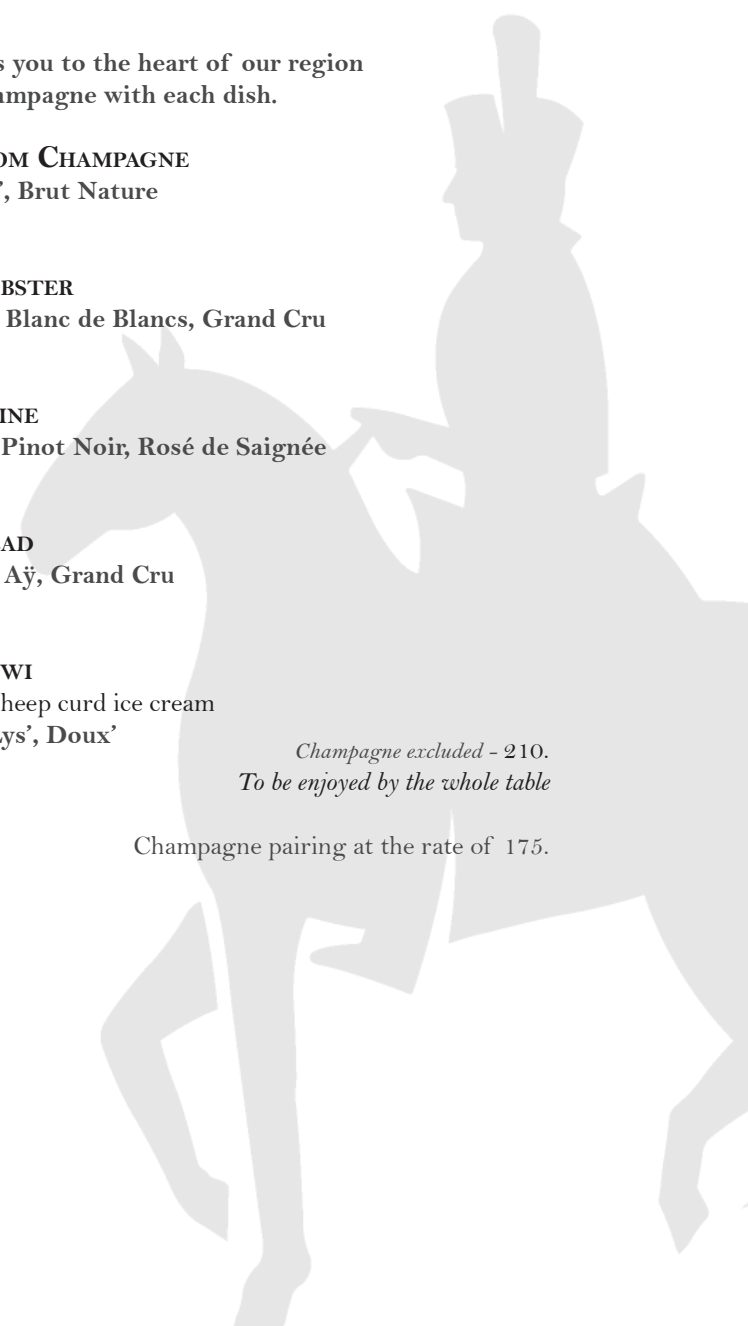 s you to the heart of our region
ampagne with each dish.
OM CHAMPAGNE
’, Brut Nature
BSTER
Blanc de Blancs, Grand Cru
INE
Pinot Noir, Rosé de Saignée
AD
Aÿ, Grand Cru
WI
heep curd ice cream
Lys’, Doux’
Champagne excluded - 210.
To be enjoyed by the whole table
Champagne pairing at the rate of 175.